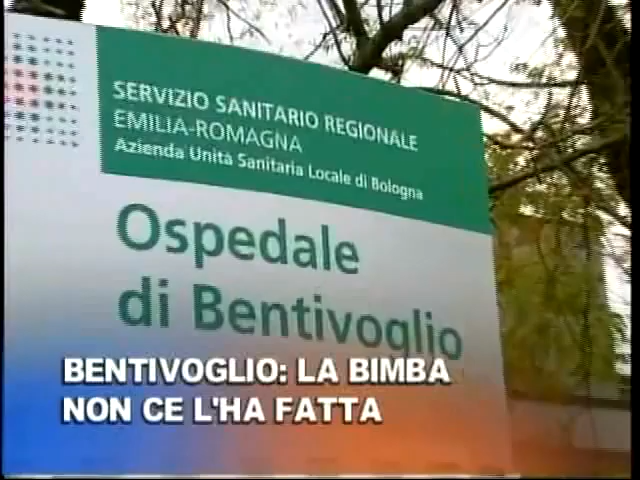 SERVIZIO SANITARIO REGIONALE
EMILIA-ROMAGNA
Azienda Unità Sanitaria Locale di Bologna
Ospedale
di Bentivoglio
BENTIVOGLIO: LA BIMBA
NON CE L'HA FATTA